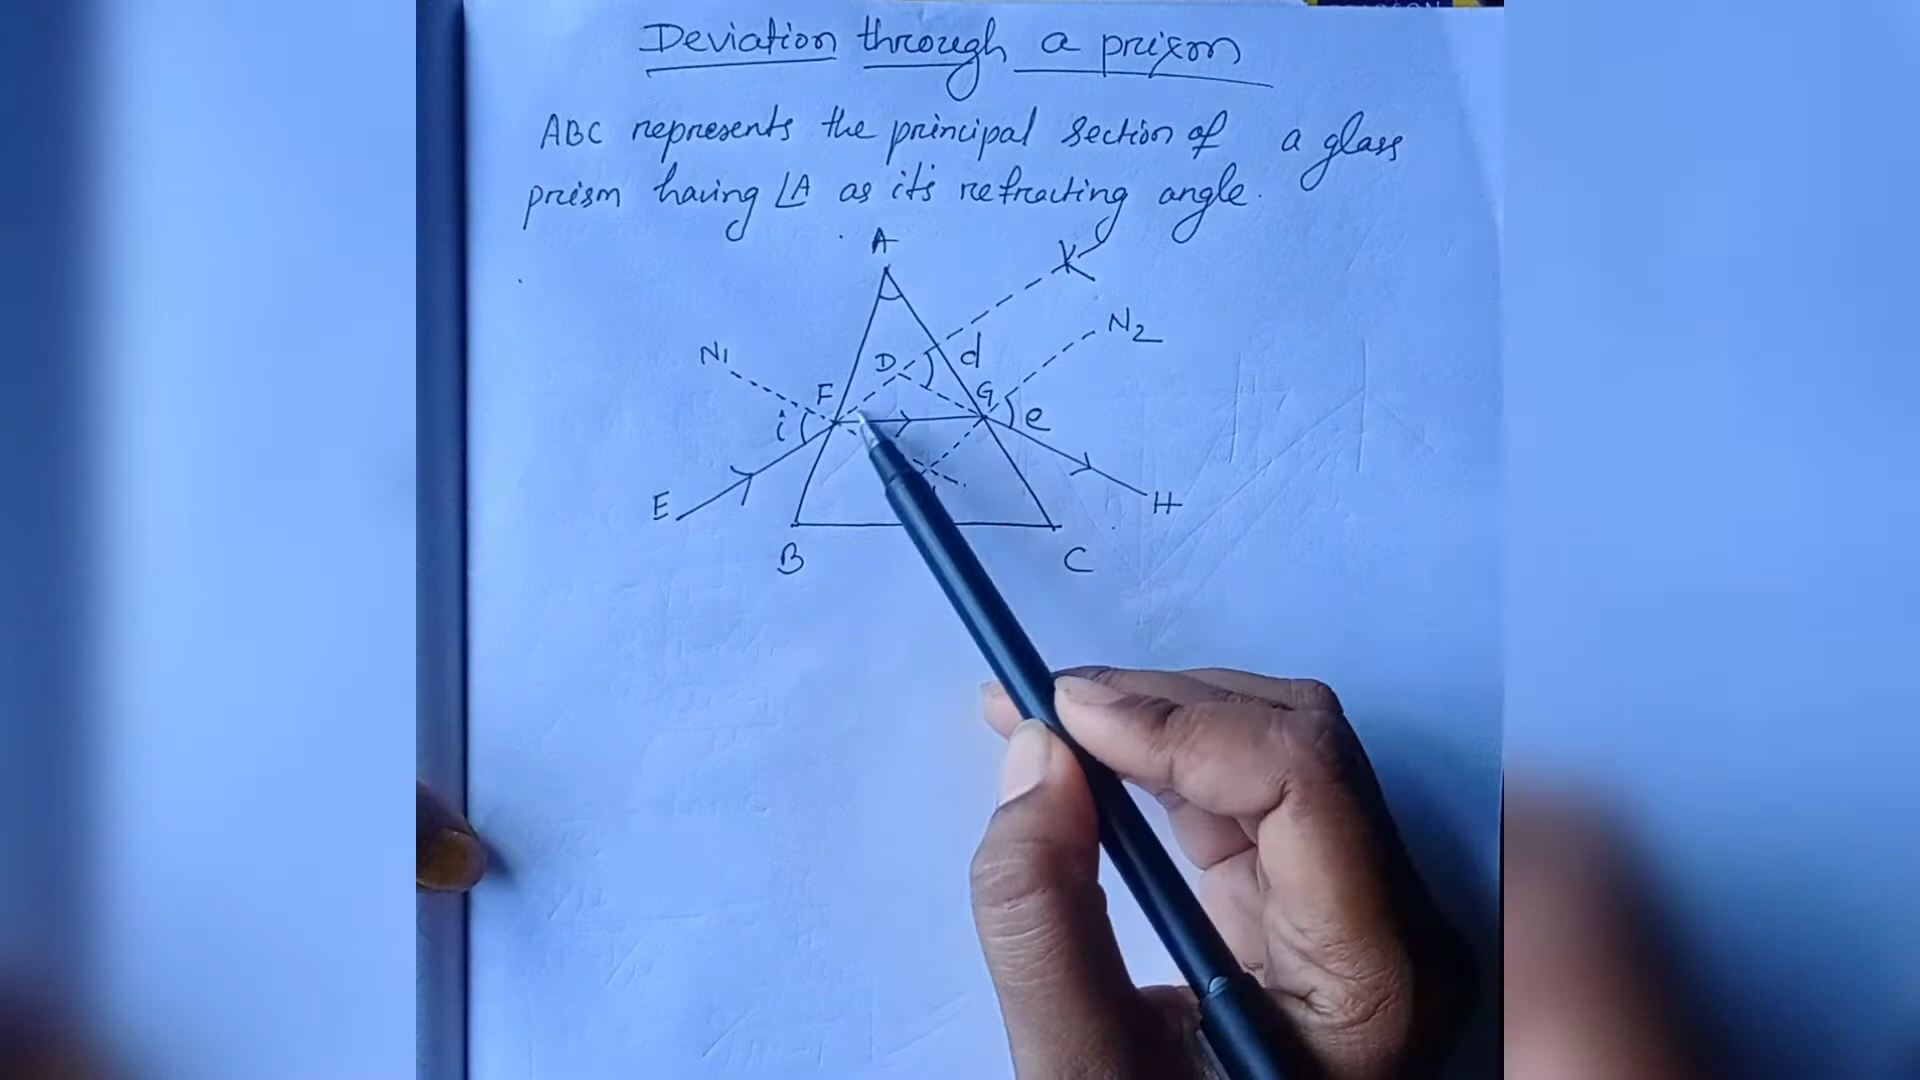 Deviation through a prism
ABC represents the principal section of a glass
prism having ∠A as its refracting angle.
A
K
N2
N1
D
d
F
G
i
e
E
H
B
C